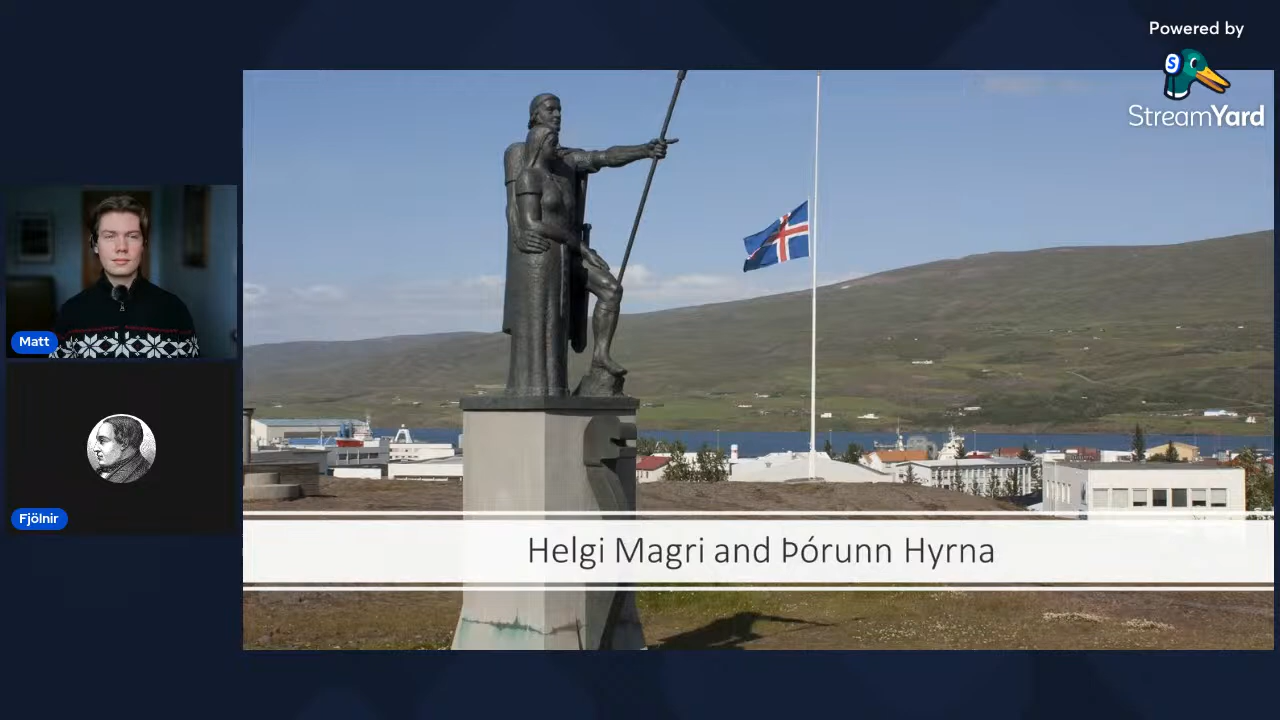 Powered by
StreamYard
Matt
Fjölnir
Helgi Magri and Þórunn Hyrna